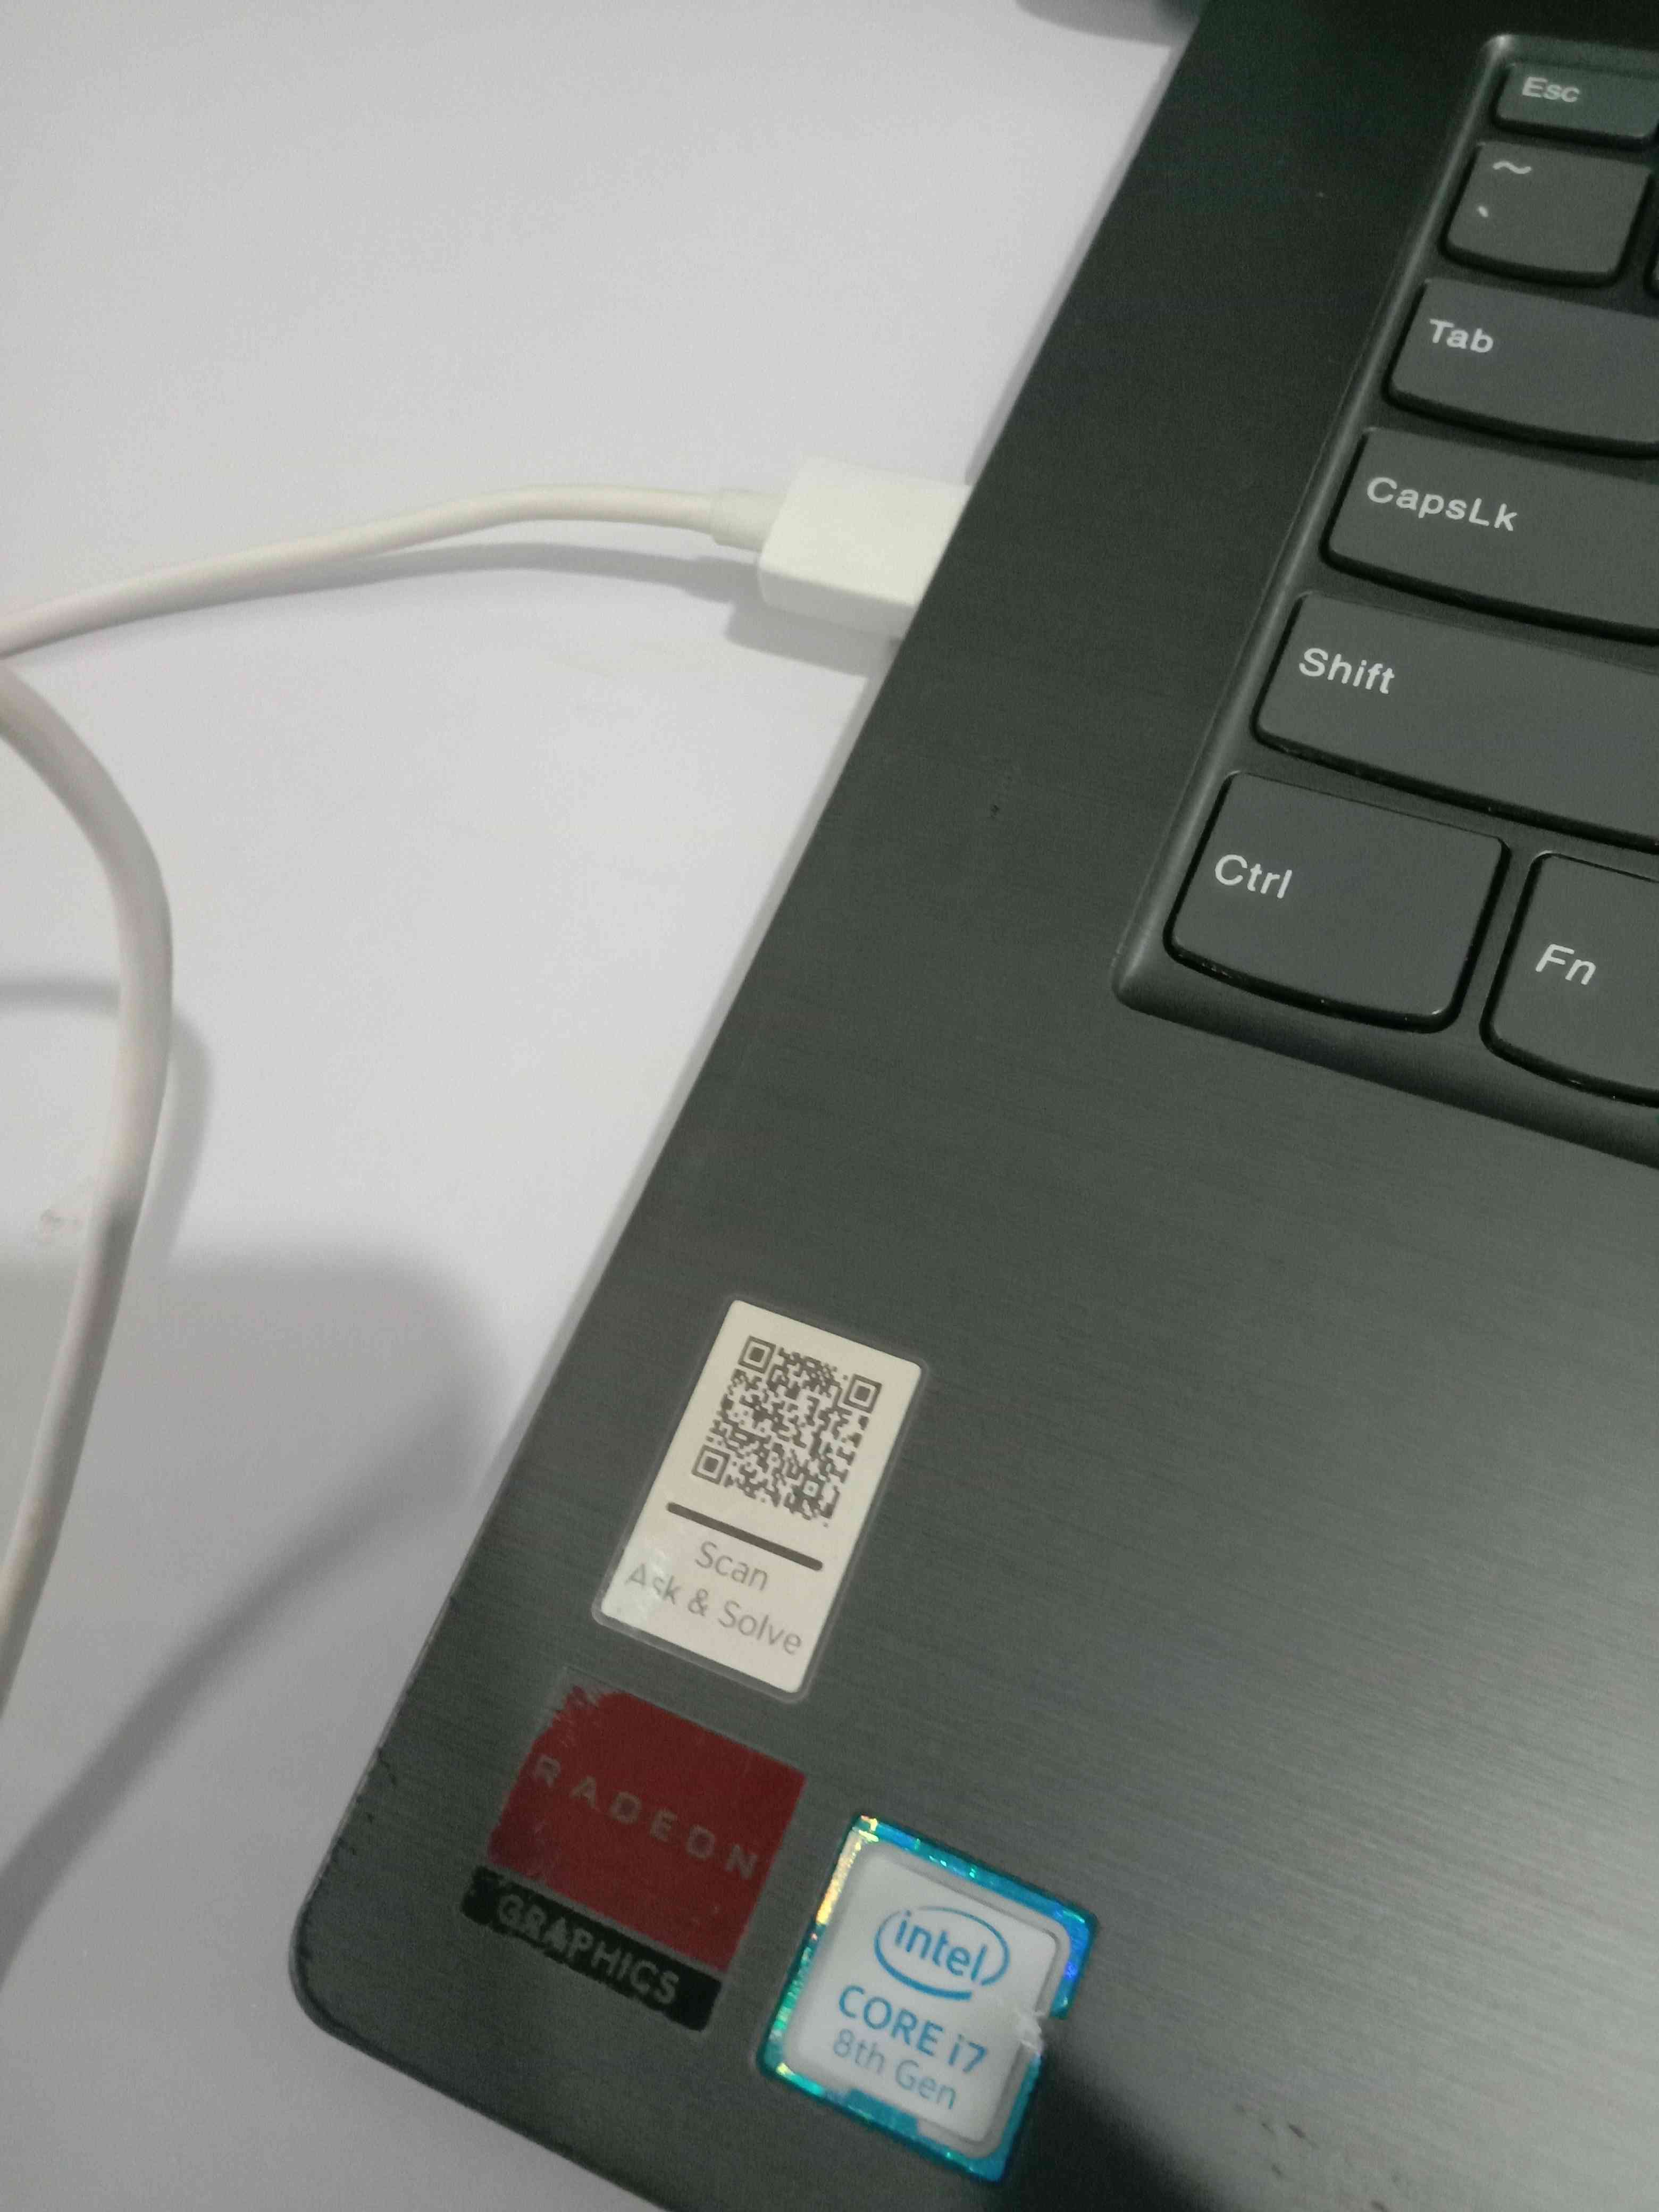 Esc
~
`
Tab
CapsLk
Shift
Ctrl
Fn
Scan
Ask & Solve
RADEON
GRAPHICS
intel
CORE i7
8th Gen